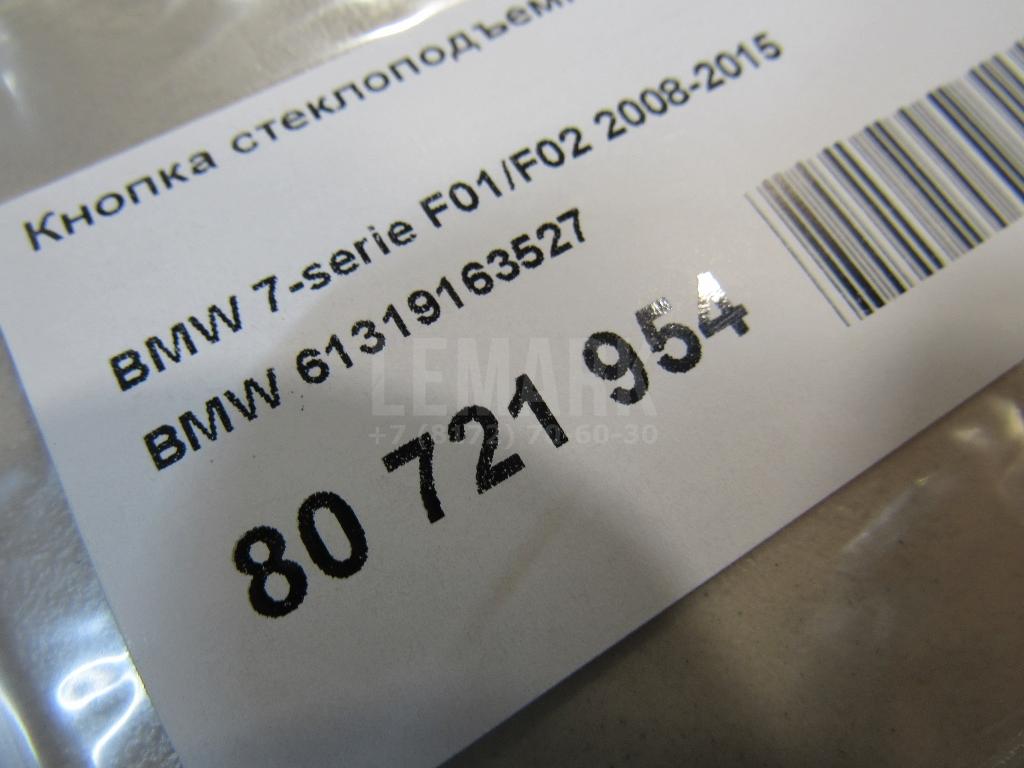 Кнопка стеклоподъем
BMW 7-serie F01/F02 2008-2015
BMW 61319163527
80 721 954
LEMARK